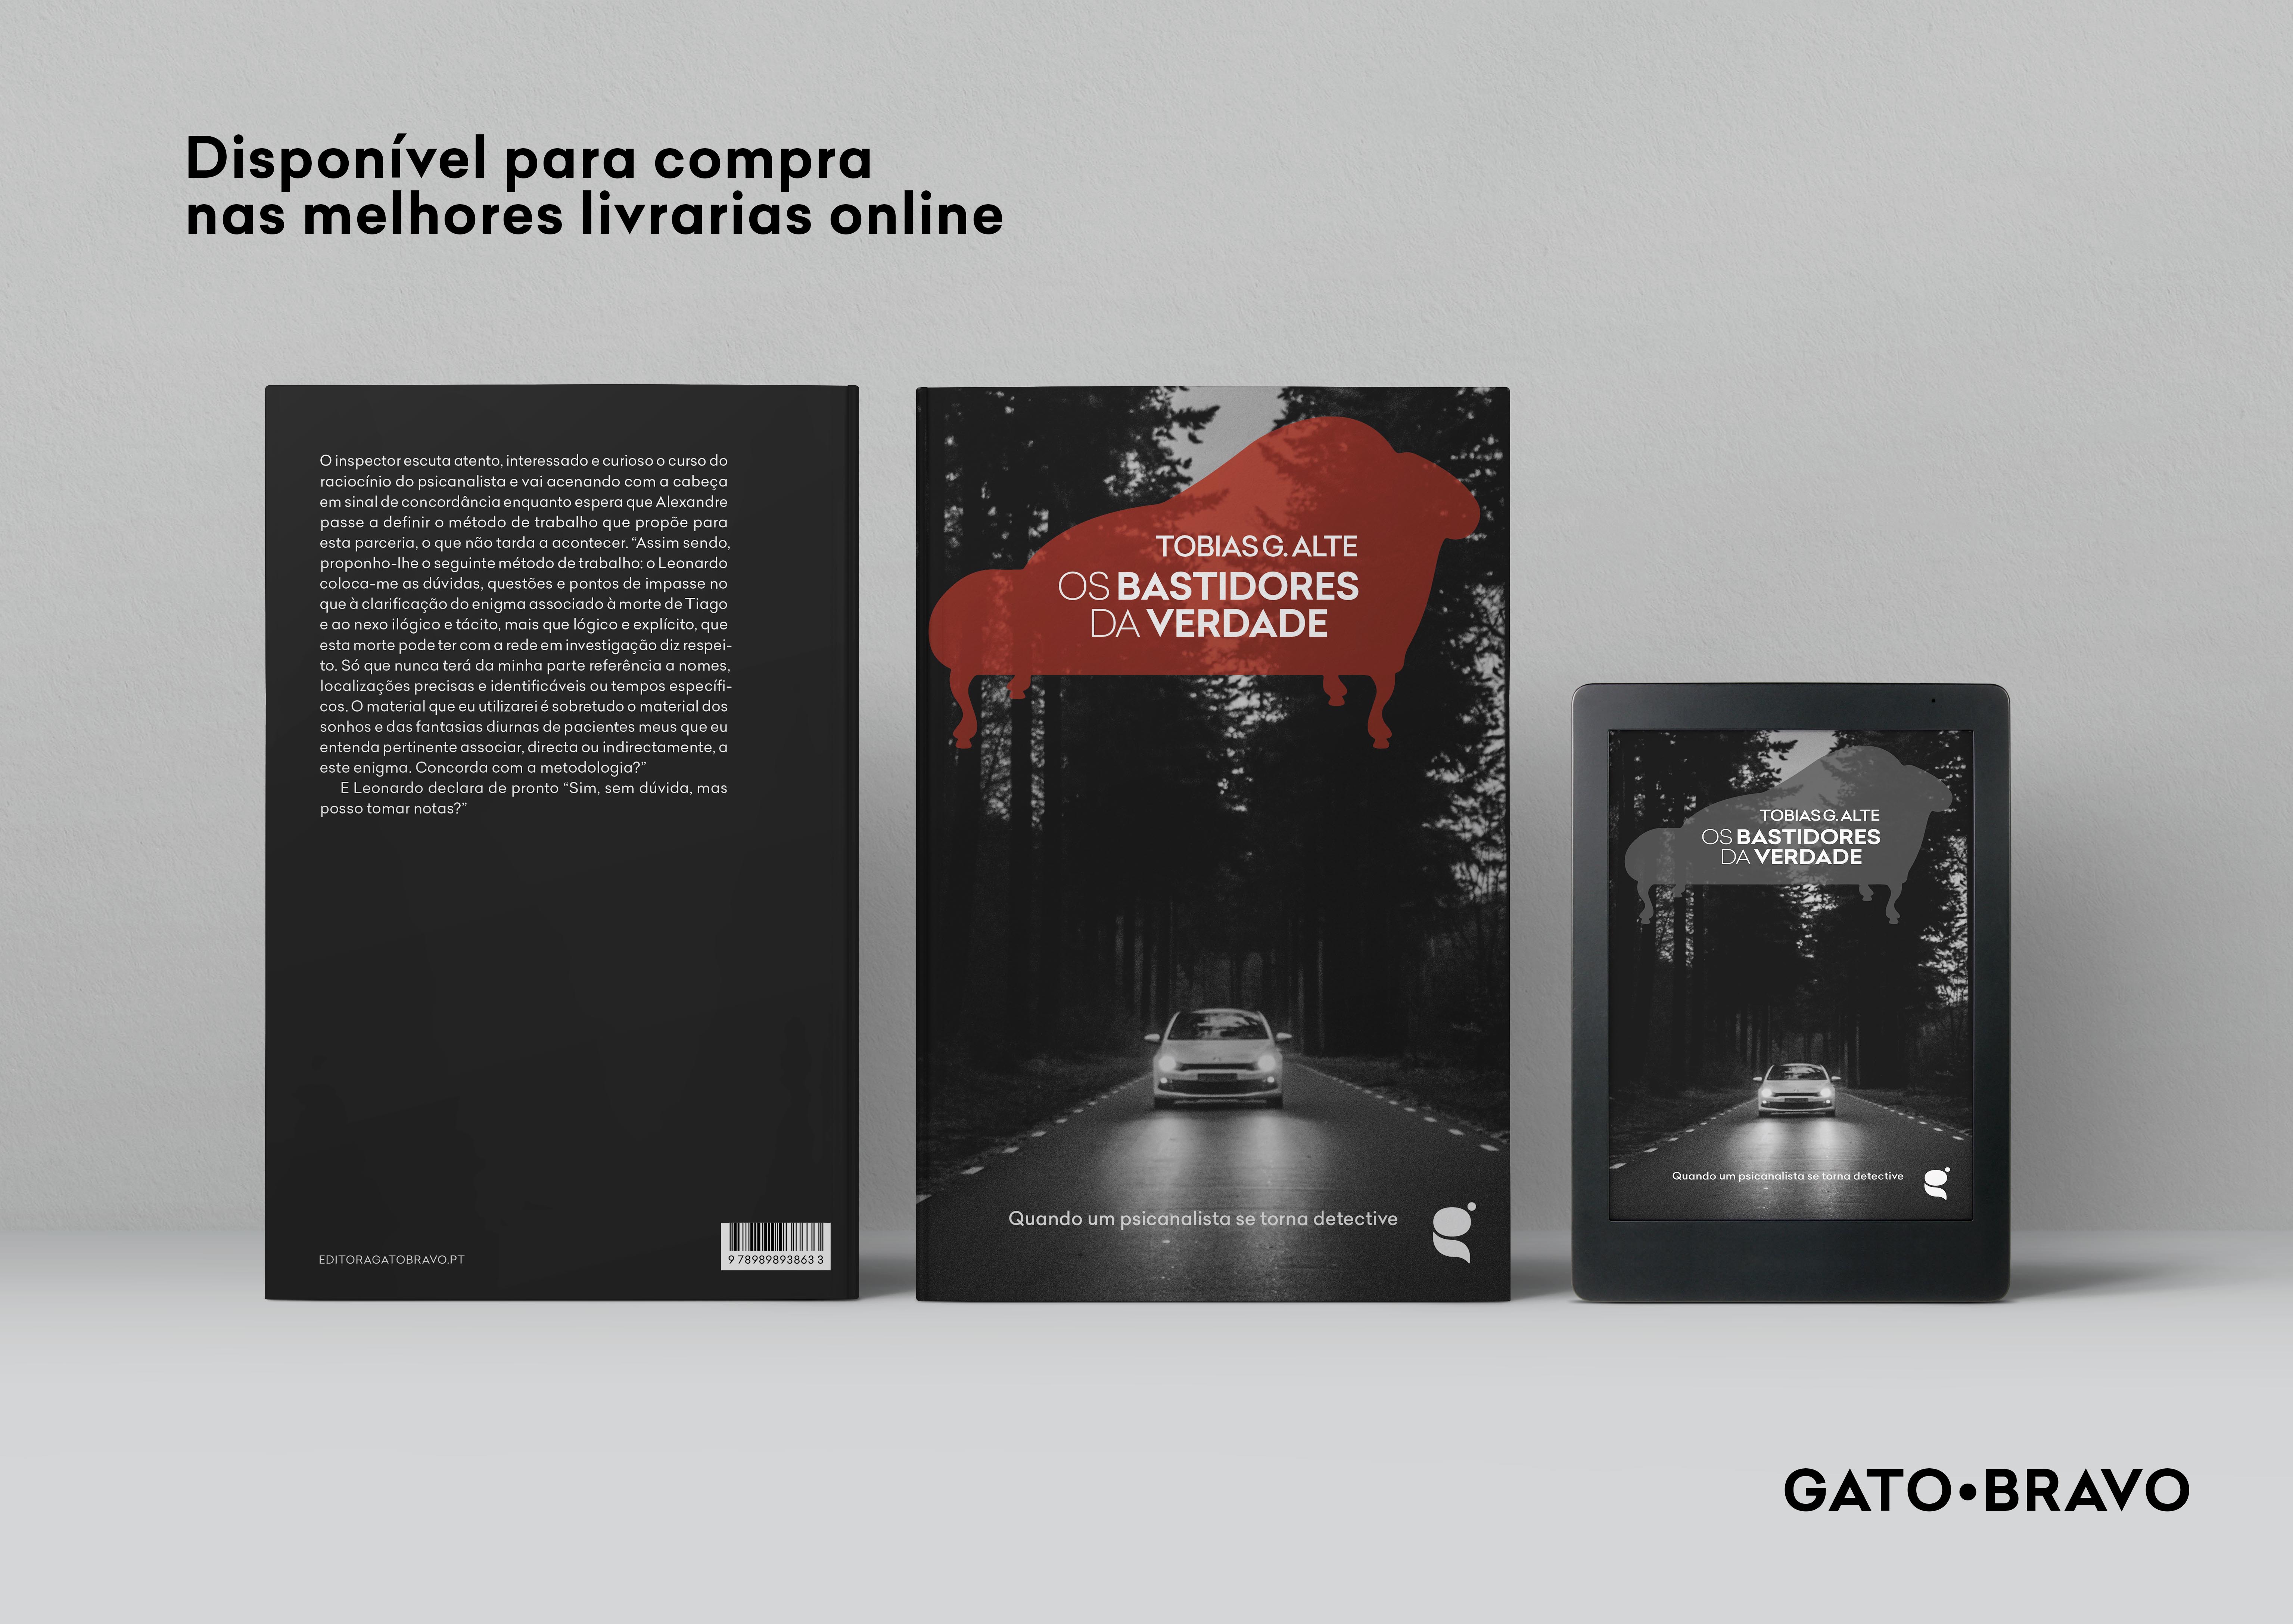 Disponível para compra
nas melhores livrarias online
O inspector escuta atento, interessado e curioso o curso do
raciocínio do psicanalista e vai acenando com a cabeça
em sinal de concordância enquanto espera que Alexandre
passe a definir o método de trabalho que propõe para
esta parceria, o que não tarda a acontecer. “Assim sendo,
proponho-lhe o seguinte método de trabalho: o Leonardo
coloca-me as dúvidas, questões e pontos de impasse no
que à clarificação do enigma associado à morte de Tiago
e ao nexo ilógico e tácito, mais que lógico e explícito, que
esta morte pode ter com a rede em investigação diz respei-
to. Só que nunca terá da minha parte referência a nomes,
localizações precisas e identificáveis ou tempos específi-
cos. O material que eu utilizarei é sobretudo o material dos
sonhos e das fantasias diurnas de pacientes meus que eu
entenda pertinente associar, directa ou indirectamente, a
este enigma. Concorda com a metodologia?”
E Leonardo declara de pronto “Sim, sem dúvida, mas
posso tomar notas?”
EDITORAGATOBRAVO.PT
9 789898938633
TOBIAS G. ALTE
OS BASTIDORES
DA VERDADE
Quando um psicanalista se torna detective
g
TOBIAS G. ALTE
OS BASTIDORES
DA VERDADE
Quando um psicanalista se torna detective
g
GATO•BRAVO